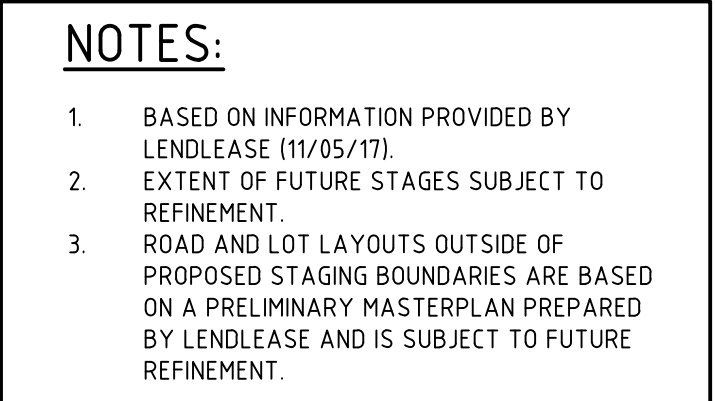 NOTES:
1. BASED ON INFORMATION PROVIDED BY
LENDLEASE (11/05/17).
2. EXTENT OF FUTURE STAGES SUBJECT TO
REFINEMENT.
3. ROAD AND LOT LAYOUTS OUTSIDE OF
PROPOSED STAGING BOUNDARIES ARE BASED
ON A PRELIMINARY MASTERPLAN PREPARED
BY LENDLEASE AND IS SUBJECT TO FUTURE
REFINEMENT.